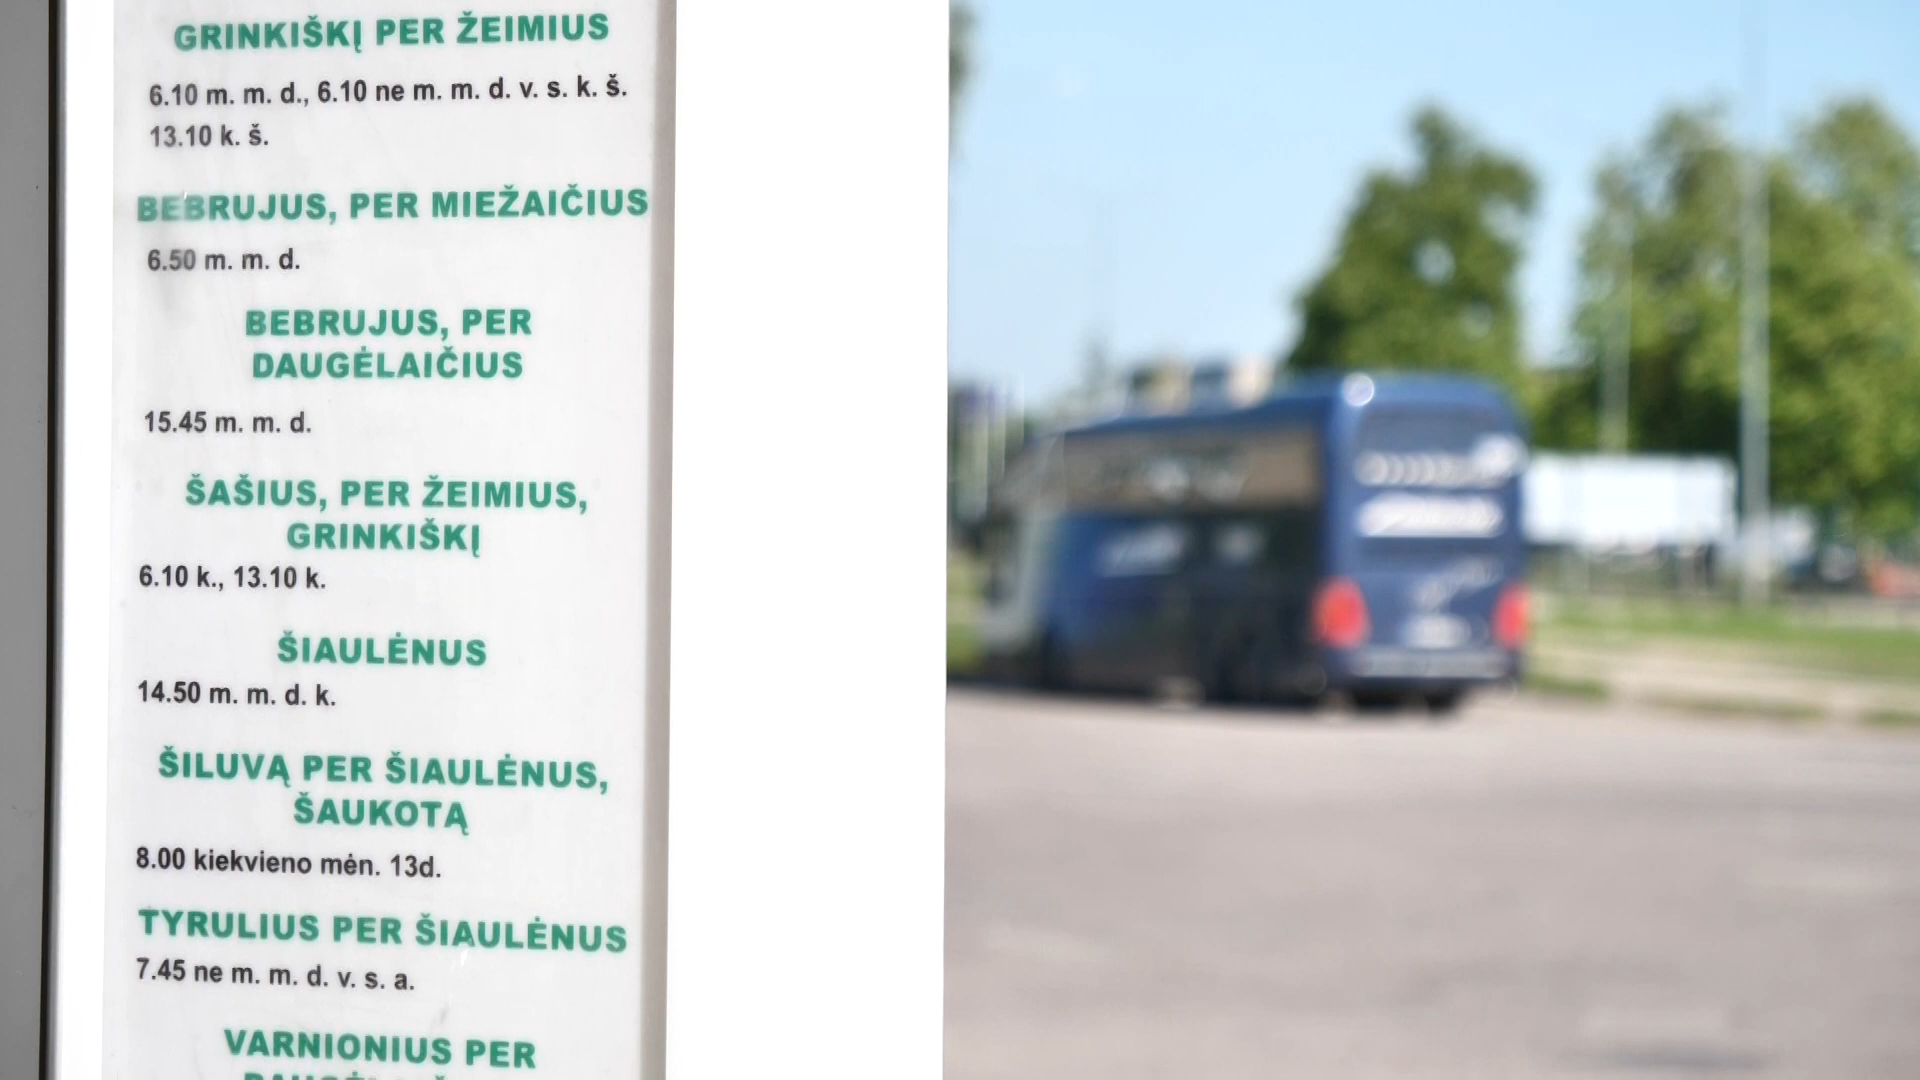 GRINKIŠKĮ PER ŽEIMIUS
6.10 m. m. d., 6.10 ne m. m. d. v. s. k. š.
13.10 k. š.
BEBRUJUS, PER MIEŽAIČIUS
6.50 m. m. d.
BEBRUJUS, PER
DAUGĖLAIČIUS
15.45 m. m. d.
ŠAŠIUS, PER ŽEIMIUS,
GRINKIŠKĮ
6.10 k., 13.10 k.
ŠIAULĖNUS
14.50 m. m. d. k.
ŠILUVĄ PER ŠIAULĖNUS,
ŠAUKOTĄ
8.00 kiekvieno mėn. 13d.
TYRULIUS PER ŠIAULĖNUS
7.45 ne m. m. d. v. s. a.
VARNIONIUS PER